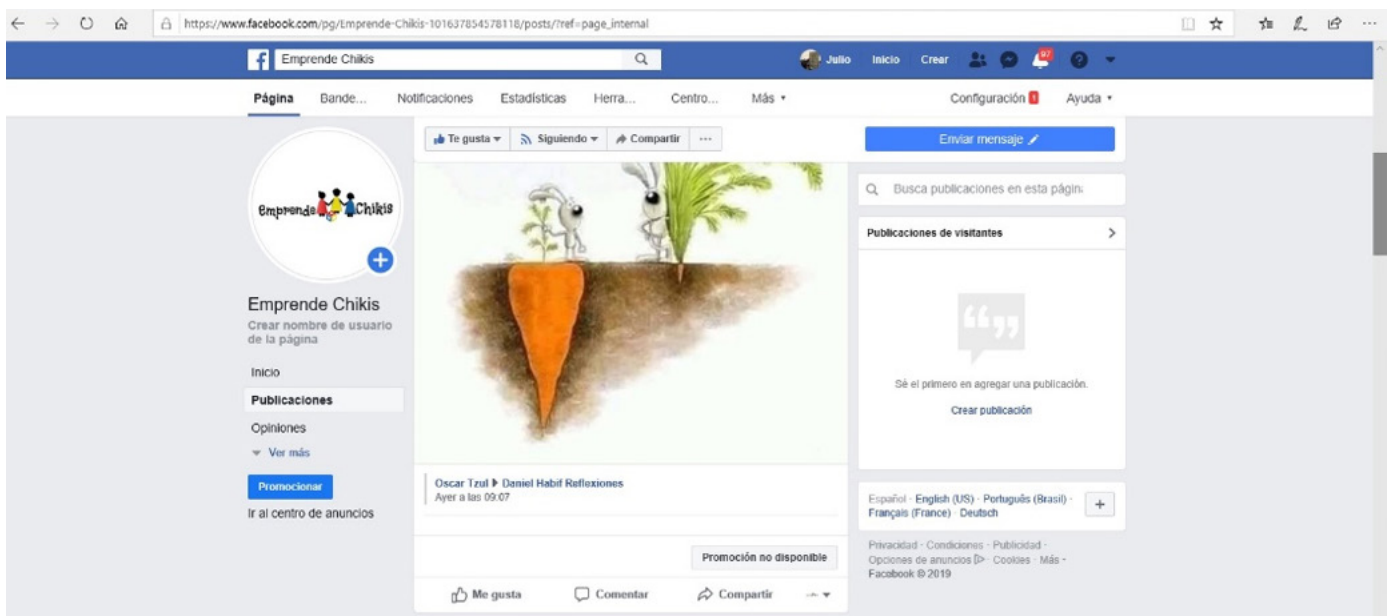 https://www.facebook.com/pg/Emprende-Chikis-101637854578118/posts/?ref=page_internal
Emprende Chikis
Julio Inicio Crear 97
Página Bande... Notificaciones Estadísticas Herra... Centro... Más Configuración 1 Ayuda
Te gusta Siguiendo Compartir ...
Enviar mensaje
Emprende Chikis
Emprende Chikis
Crear nombre de usuario
de la página
Inicio
Publicaciones
Opiniones
Ver más
Promocionar
Ir al centro de anuncios
Oscar Tzul Daniel Habif Reflexiones
Ayer a las 09:07
Promoción no disponible
Me gusta Comentar Compartir
Busca publicaciones en esta págin
Publicaciones de visitantes
Sé el primero en agregar una publicación.
Crear publicación
Español · English (US) · Português (Brasil) ·
Français (France) · Deutsch
Privacidad · Condiciones · Publicidad ·
Opciones de anuncios · Cookies · Más
Facebook © 2019